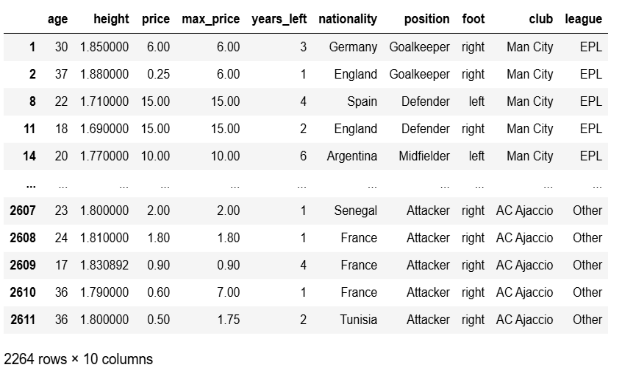 age height price max_price years_left nationality position foot club league
1 30 1.850000 6.00 6.00 3 Germany Goalkeeper right Man City EPL
2 37 1.880000 0.25 6.00 1 England Goalkeeper right Man City EPL
8 22 1.710000 15.00 15.00 4 Spain Defender left Man City EPL
11 18 1.690000 15.00 15.00 2 England Defender right Man City EPL
14 20 1.770000 10.00 10.00 6 Argentina Midfielder left Man City EPL
... ... ... ... ... ... ... ... ... ... ...
2607 23 1.800000 2.00 2.00 1 Senegal Attacker right AC Ajaccio Other
2608 24 1.810000 1.80 1.80 1 France Attacker right AC Ajaccio Other
2609 17 1.830892 0.90 0.90 4 France Attacker right AC Ajaccio Other
2610 36 1.790000 0.60 7.00 1 France Attacker right AC Ajaccio Other
2611 36 1.800000 0.50 1.75 2 Tunisia Attacker right AC Ajaccio Other
2264 rows × 10 columns